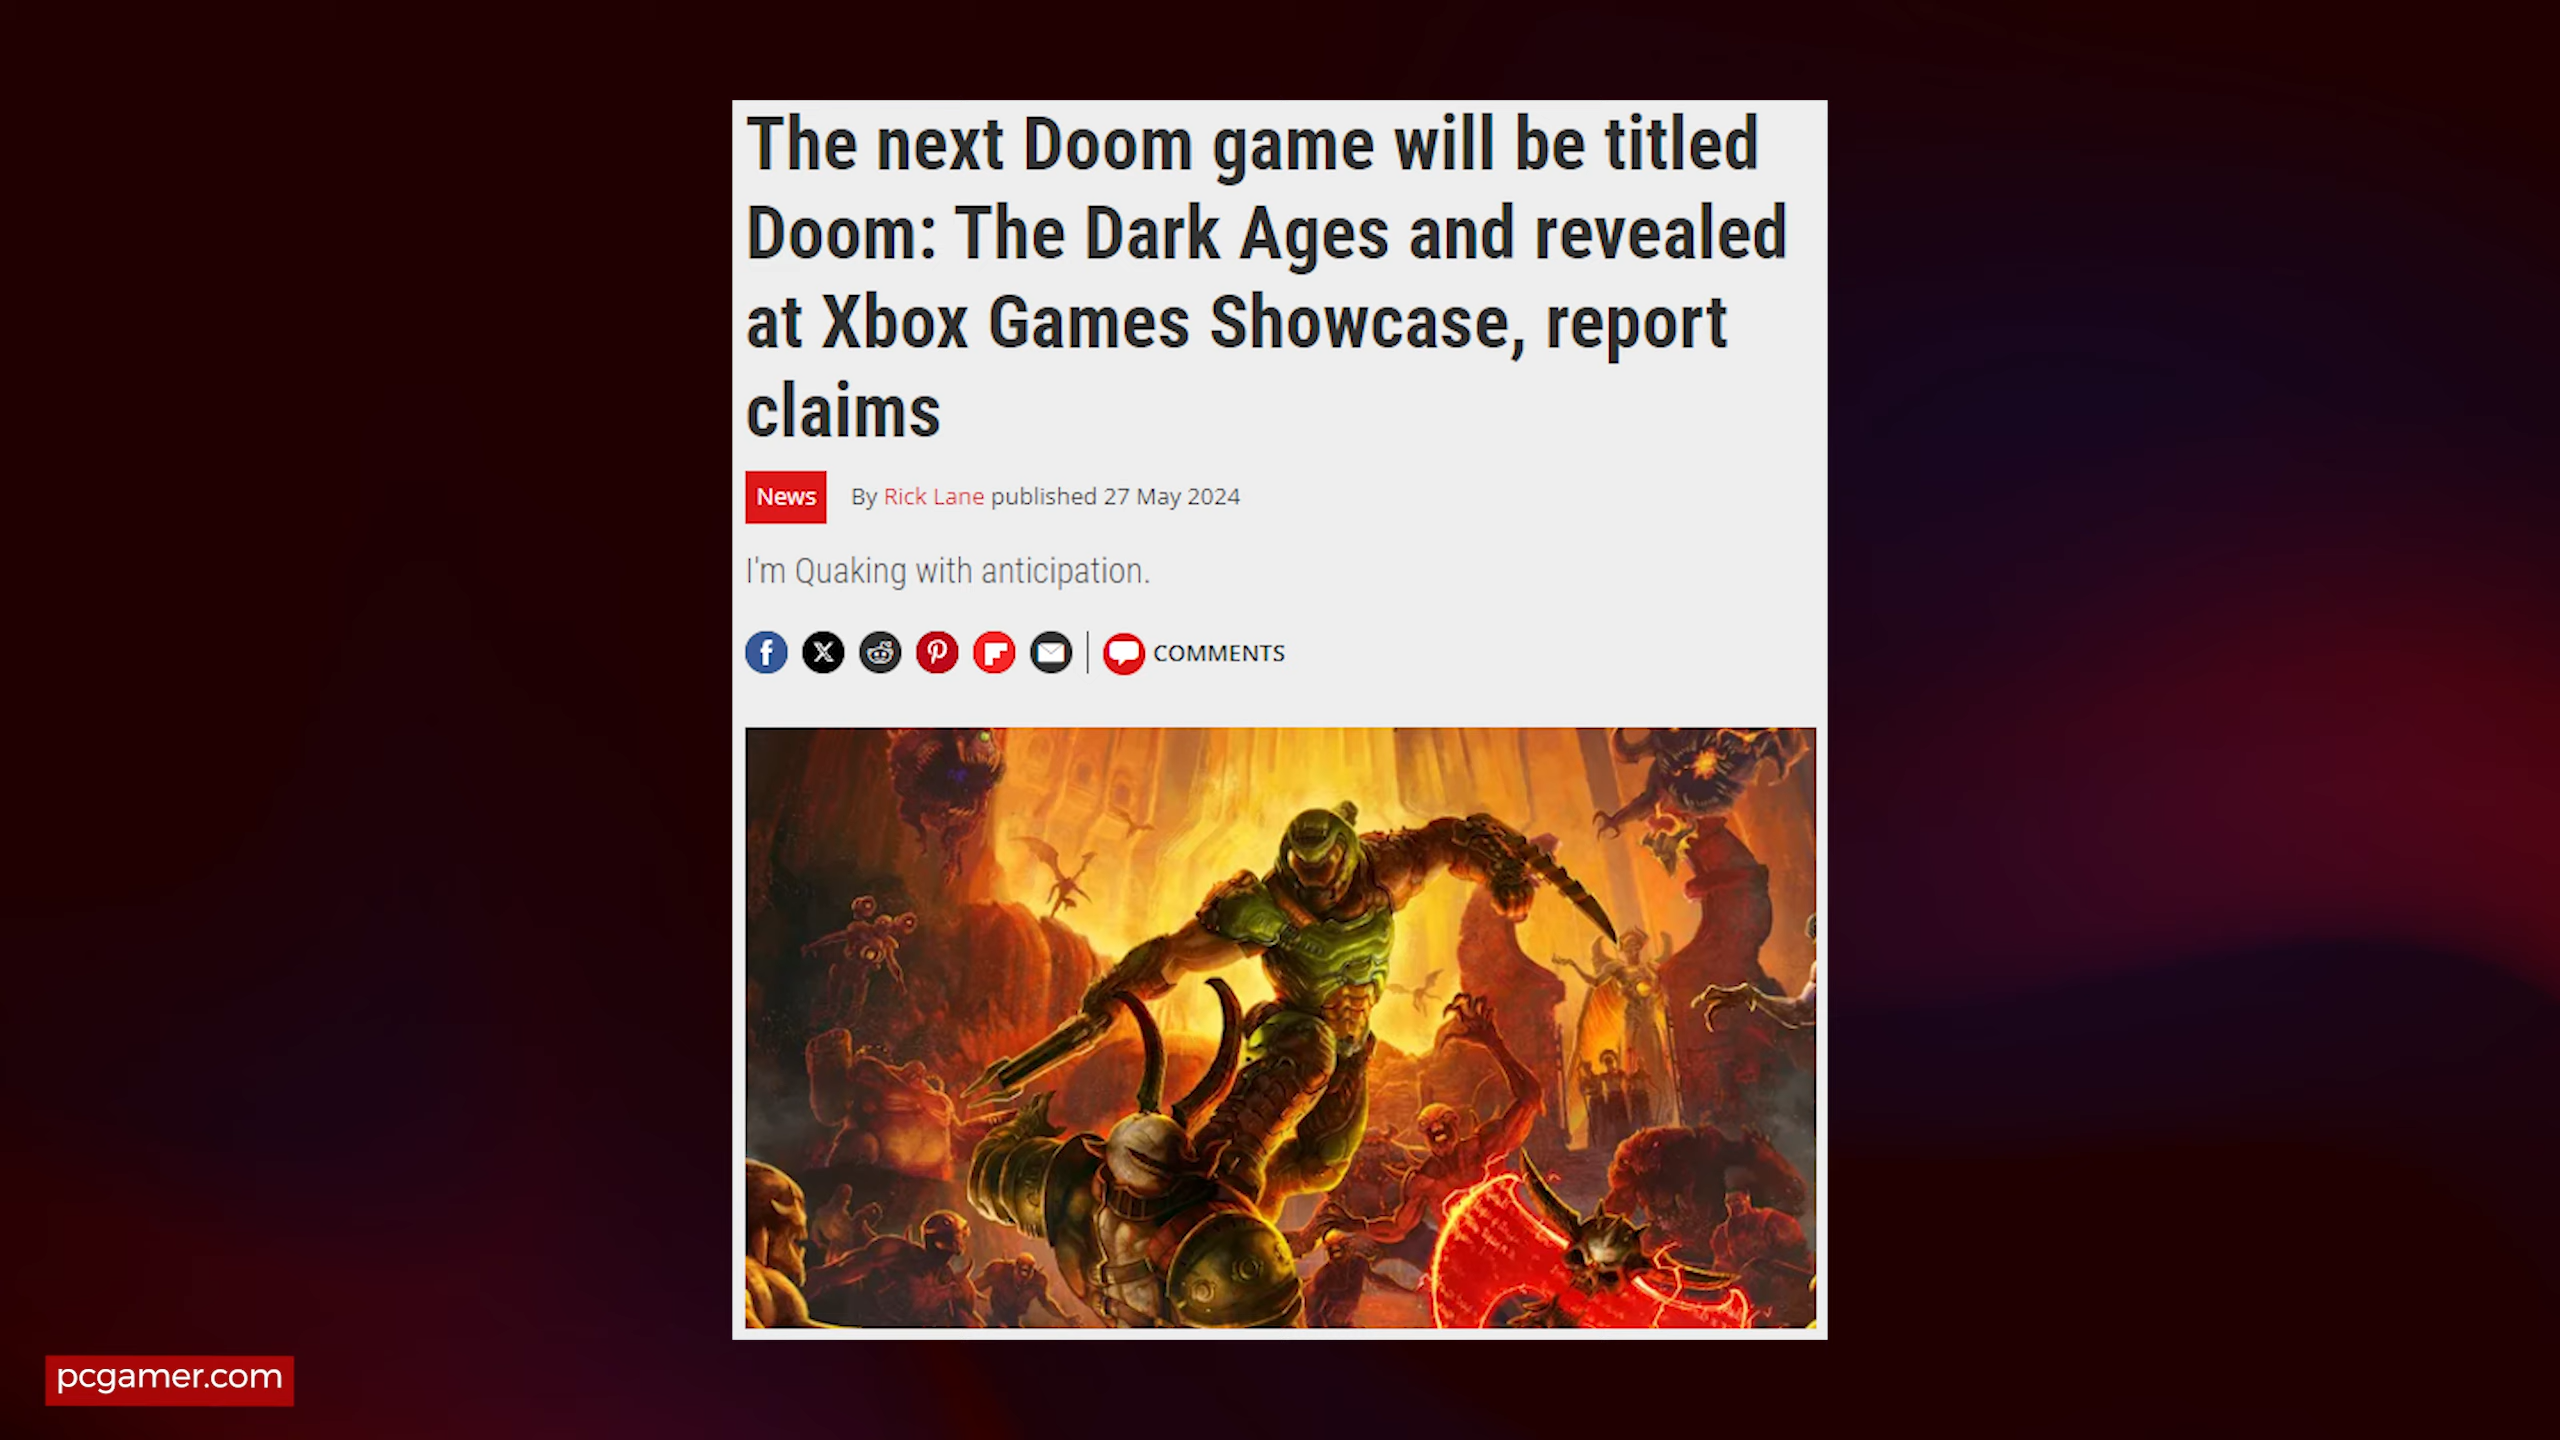 The next Doom game will be titled
Doom: The Dark Ages and revealed
at Xbox Games Showcase, report
claims
News By Rick Lane published 27 May 2024
I'm Quaking with anticipation.
COMMENTS
pcgamer.com